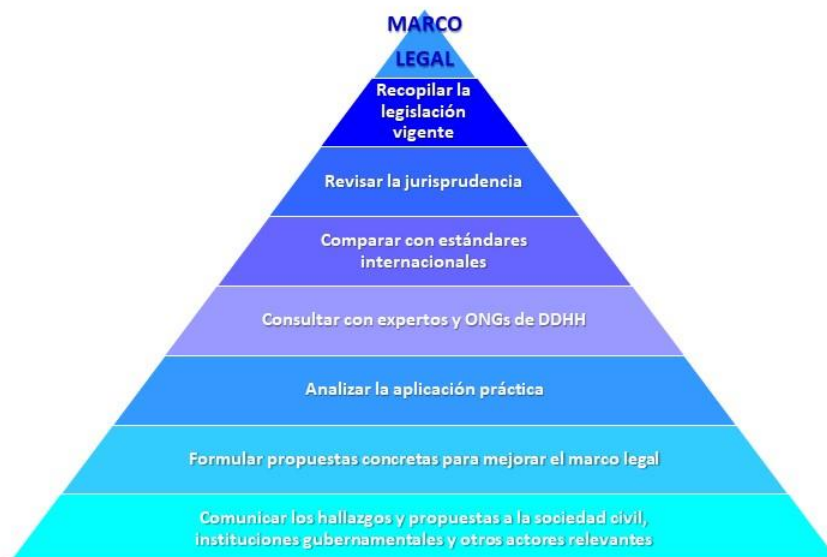 MARCO
LEGAL
Recopilar la
legislación
vigente
Revisar la jurisprudencia
Comparar con estándares
internacionales
Consultar con expertos y ONGs de DDHH
Analizar la aplicación práctica
Formular propuestas concretas para mejorar el marco legal
Comunicar los hallazgos y propuestas a la sociedad civil,
instituciones gubernamentales y otros actores relevantes